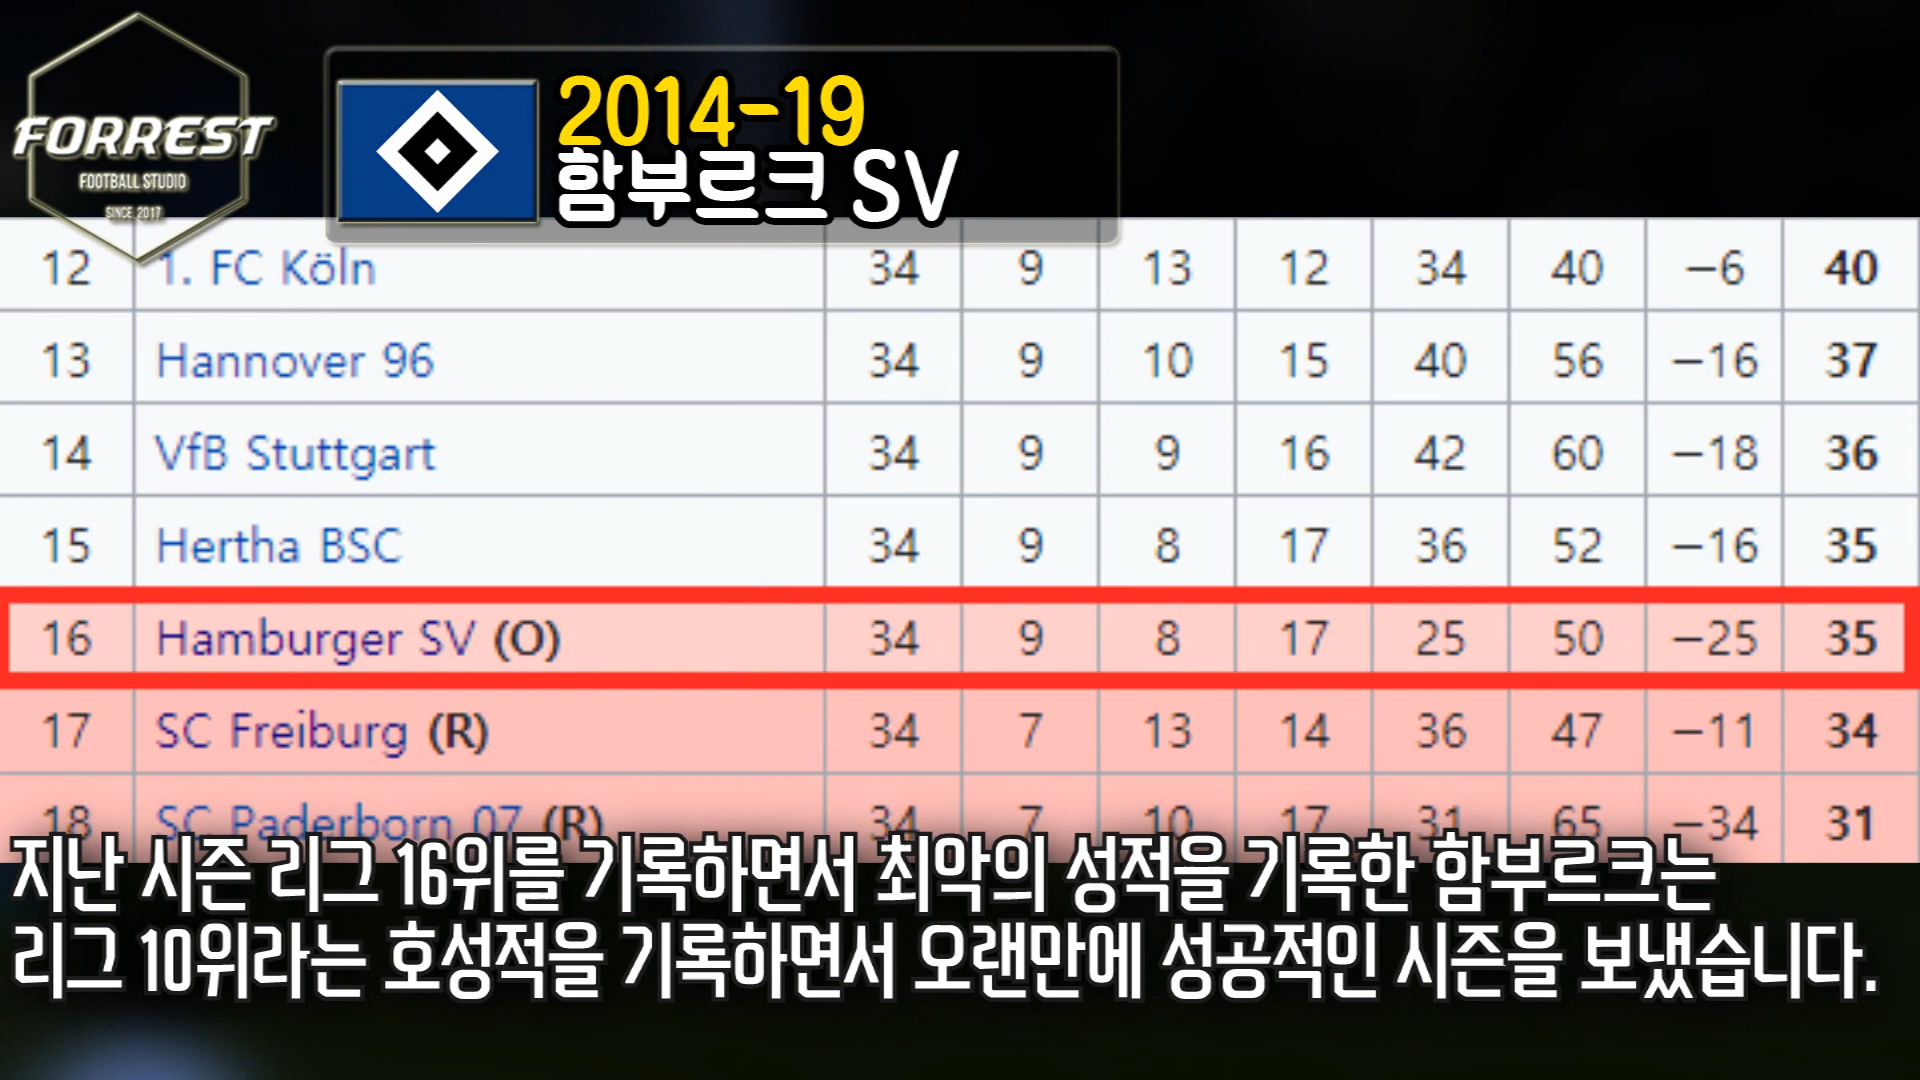 FORREST
FOOTBALL STUDIO
SINCE 2017
2014-19
함부르크 SV
12 1. FC Köln 34 9 13 12 34 40 −6 40
13 Hannover 96 34 9 10 15 40 56 −16 37
14 VfB Stuttgart 34 9 9 16 42 60 −18 36
15 Hertha BSC 34 9 8 17 36 52 −16 35
16 Hamburger SV (O) 34 9 8 17 25 50 −25 35
17 SC Freiburg (R) 34 7 13 14 36 47 −11 34
18 SC Paderborn 07 (R) 34 7 10 17 31 65 −34 31
지난 시즌 리그 16위를 기록하면서 최악의 성적을 기록한 함부르크는
리그 10위라는 호성적을 기록하면서 오랜만에 성공적인 시즌을 보냈습니다.